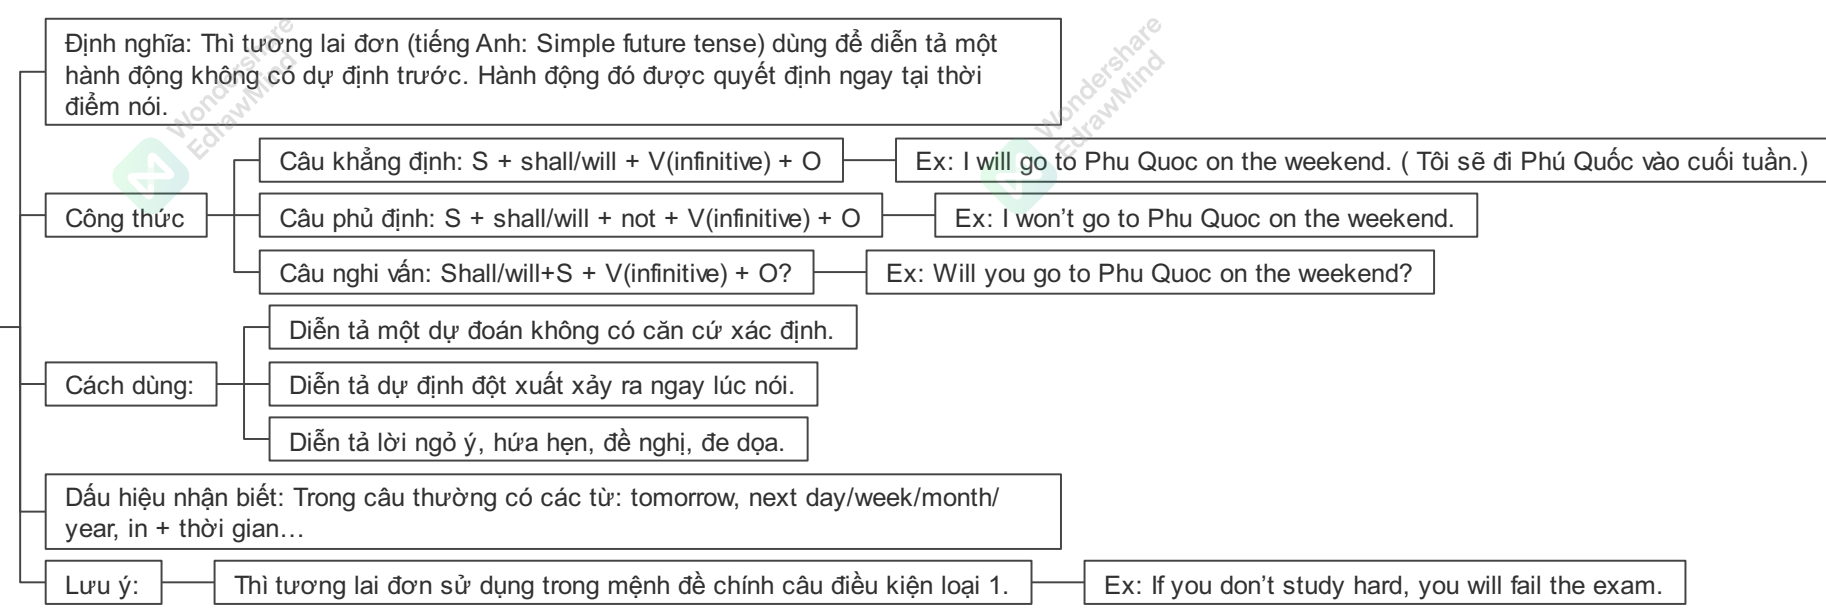 Định nghĩa: Thì tương lai đơn (tiếng Anh: Simple future tense) dùng để diễn tả một
hành động không có dự định trước. Hành động đó được quyết định ngay tại thời
điểm nói.
Công thức
Câu khẳng định: S + shall/will + V(infinitive) + O
Ex: I will go to Phu Quoc on the weekend. ( Tôi sẽ đi Phú Quốc vào cuối tuần.)
Câu phủ định: S + shall/will + not + V(infinitive) + O
Ex: I won’t go to Phu Quoc on the weekend.
Câu nghi vấn: Shall/will+S + V(infinitive) + O?
Ex: Will you go to Phu Quoc on the weekend?
Cách dùng:
Diễn tả một dự đoán không có căn cứ xác định.
Diễn tả dự định đột xuất xảy ra ngay lúc nói.
Diễn tả lời ngỏ ý, hứa hẹn, đề nghị, đe dọa.
Dấu hiệu nhận biết: Trong câu thường có các từ: tomorrow, next day/week/month/
year, in + thời gian…
Lưu ý:
Thì tương lai đơn sử dụng trong mệnh đề chính câu điều kiện loại 1.
Ex: If you don’t study hard, you will fail the exam.
Wondershare
EdrawMind
Wondershare
EdrawMind